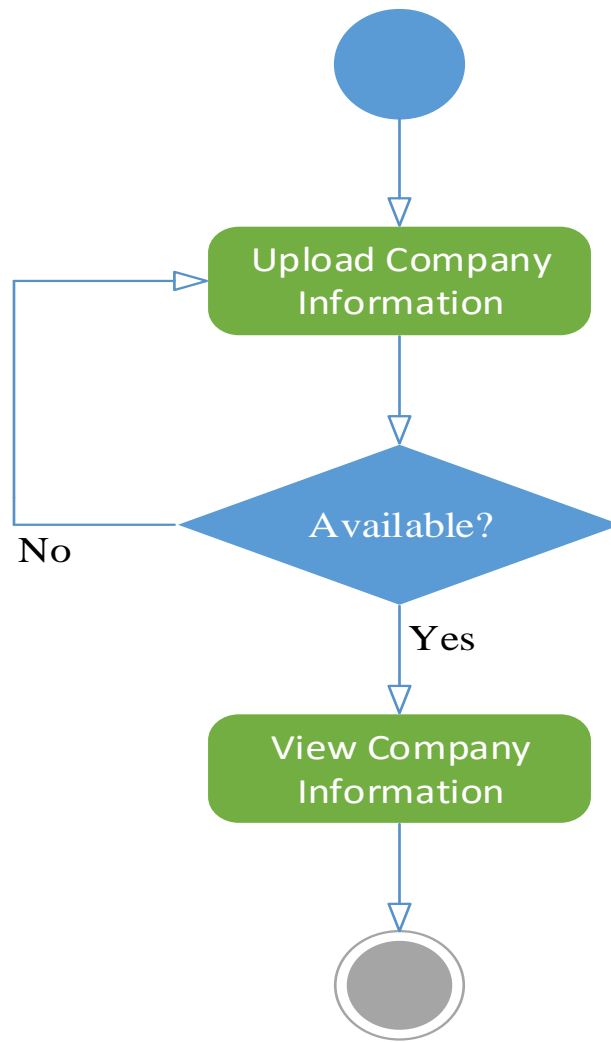 Upload Company
Information
Available?
No
Yes
View Company
Information